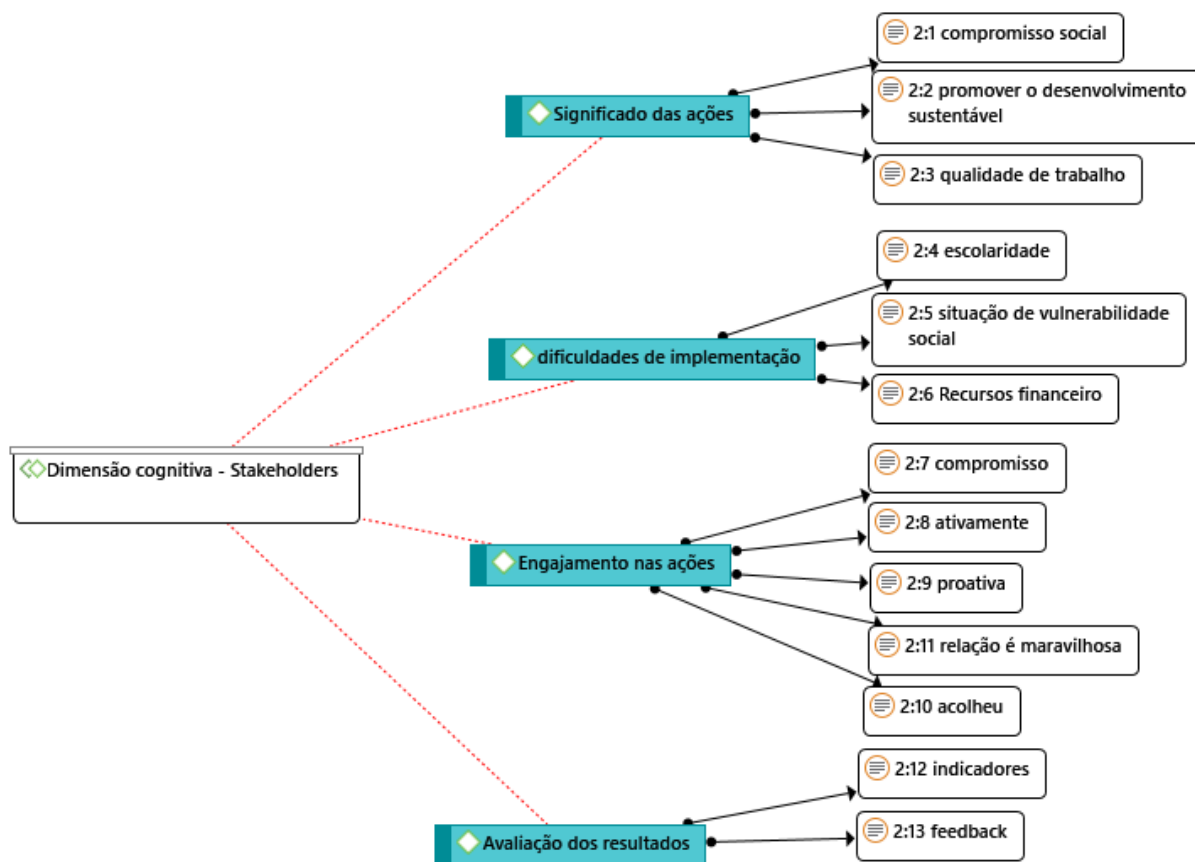 2:1 compromisso social
Significado das ações
2:2 promover o desenvolvimento
sustentável
2:3 qualidade de trabalho
2:4 escolaridade
dificuldades de implementação
2:5 situação de vulnerabilidade
social
2:6 Recursos financeiro
Dimensão cognitiva - Stakeholders
2:7 compromisso
2:8 ativamente
Engajamento nas ações
2:9 proativa
2:11 relação é maravilhosa
2:10 acolheu
2:12 indicadores
Avaliação dos resultados
2:13 feedback